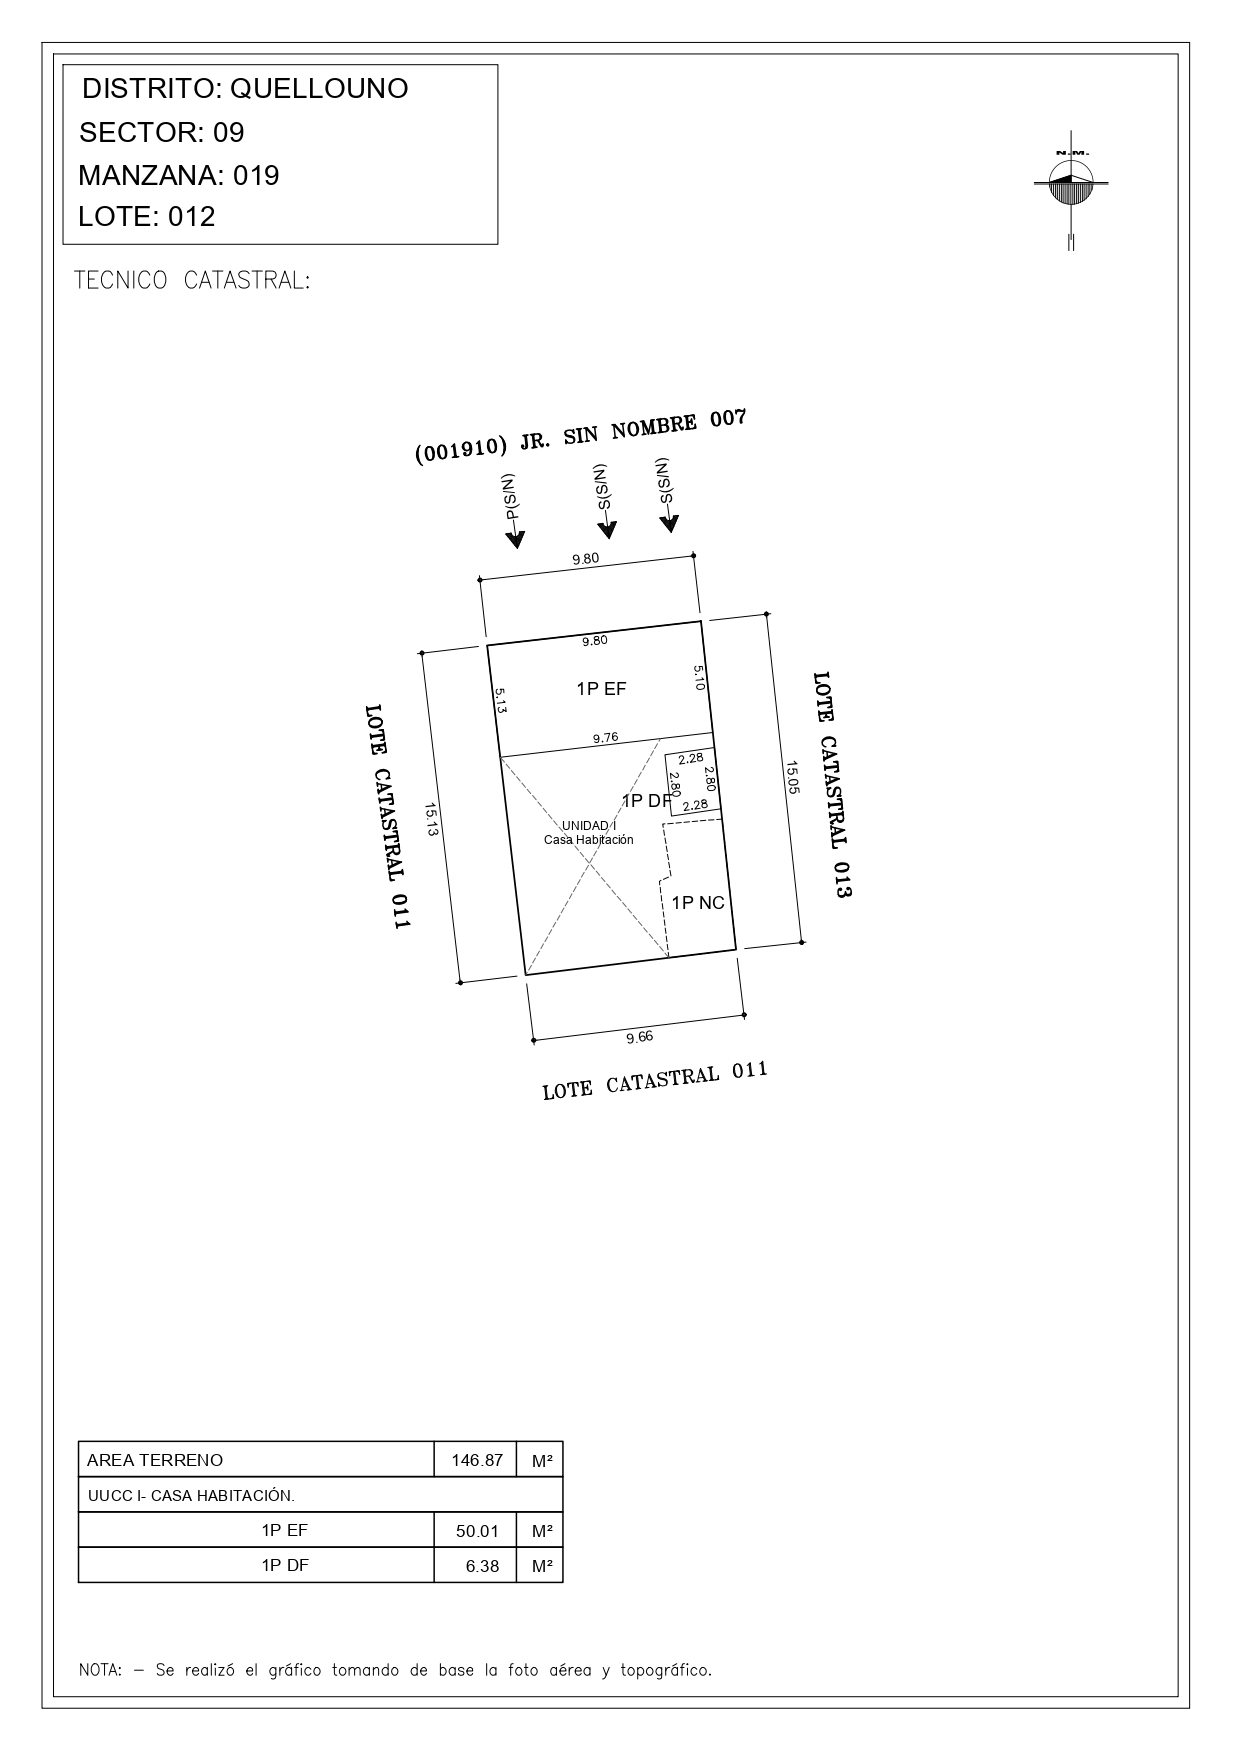 DISTRITO: QUELLOUNO
SECTOR: 09
MANZANA: 019
LOTE: 012
N.M.
TECNICO CATASTRAL:
(001910) JR. SIN NOMBRE 007
P(S/N)
S(S/N)
S(S/N)
9.80
9.80
5.13
1P EF
5.10
9.76
LOTE CATASTRAL 011
15.13
2.28
2.80
2.80
1P DF
2.28
UNIDAD I
Casa Habitación
1P NC
15.05
LOTE CATASTRAL 013
9.66
LOTE CATASTRAL 011
AREA TERRENO 146.87 M²
UUCC I- CASA HABITACIÓN.
1P EF 50.01 M²
1P DF 6.38 M²
NOTA: – Se realizó el gráfico tomando de base la foto aérea y topográfico.